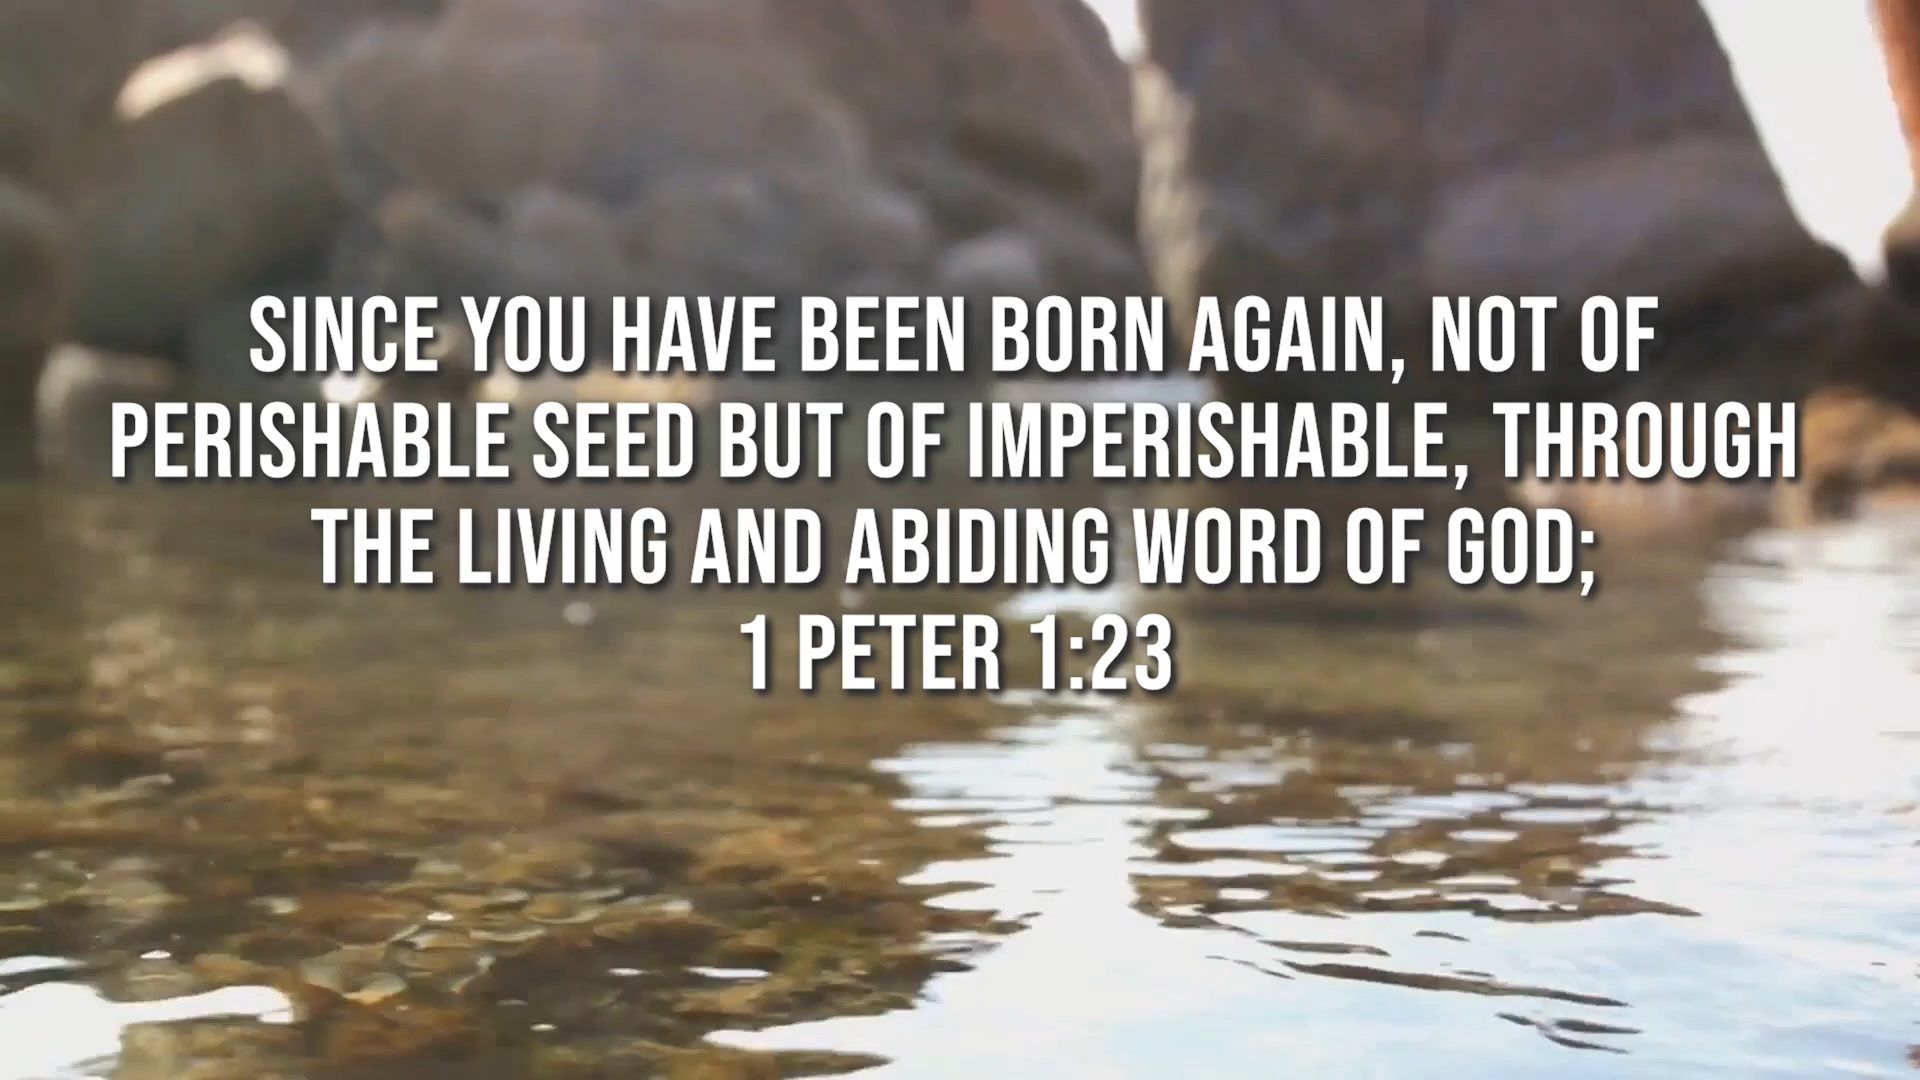 SINCE YOU HAVE BEEN BORN AGAIN, NOT OF
PERISHABLE SEED BUT OF IMPERISHABLE, THROUGH
THE LIVING AND ABIDING WORD OF GOD;
1 PETER 1:23